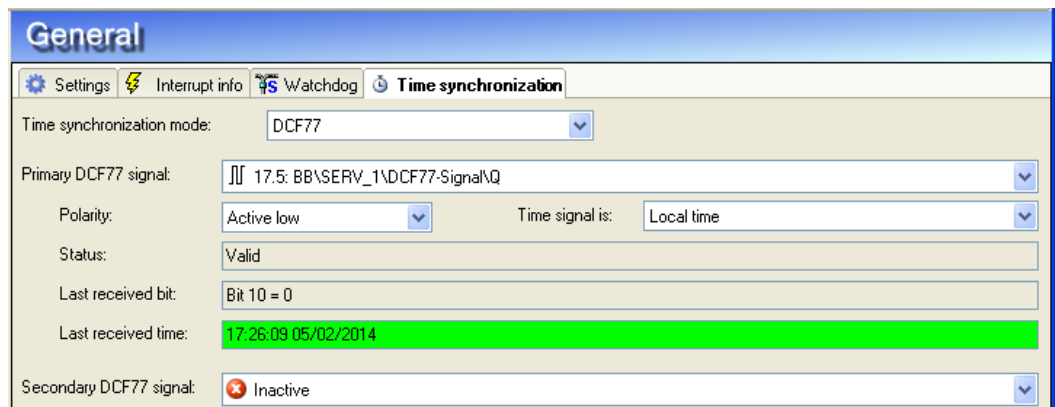 General
Settings Interrupt info Watchdog Time synchronization
Time synchronization mode: DCF77
Primary DCF77 signal: 17.5: BB\SERV_1\DCF77-Signal\Q
Polarity: Active low Time signal is: Local time
Status: Valid
Last received bit: Bit 10 = 0
Last received time: 17:26:09 05/02/2014
Secondary DCF77 signal: Inactive